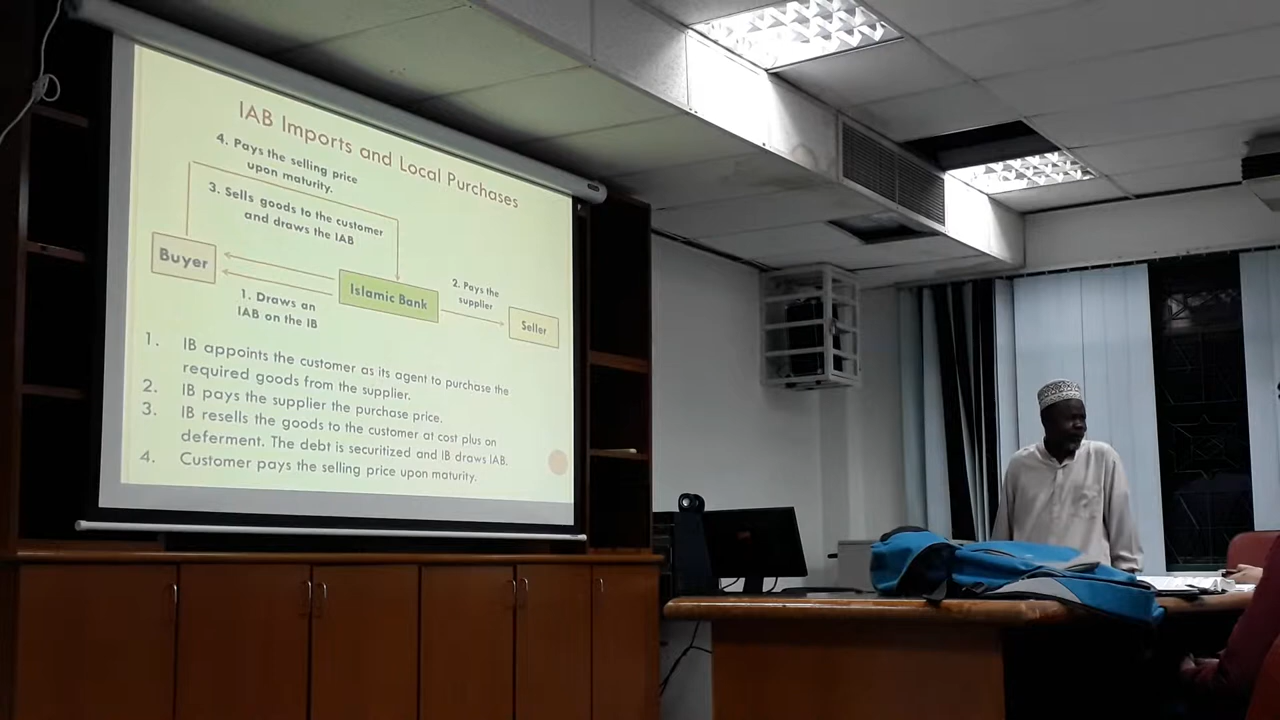 IAB Imports and Local Purchases
4. Pays the selling price
upon maturity.
3. Sells goods to the customer
and draws the IAB
Buyer
Islamic Bank
2. Pays the
supplier
Seller
1. Draws an
IAB on the IB
1. IB appoints the customer as its agent to purchase the
required goods from the supplier.
2. IB pays the supplier the purchase price.
3. IB resells the goods to the customer at cost plus on
deferment. The debt is securitized and IB draws IAB.
4. Customer pays the selling price upon maturity.